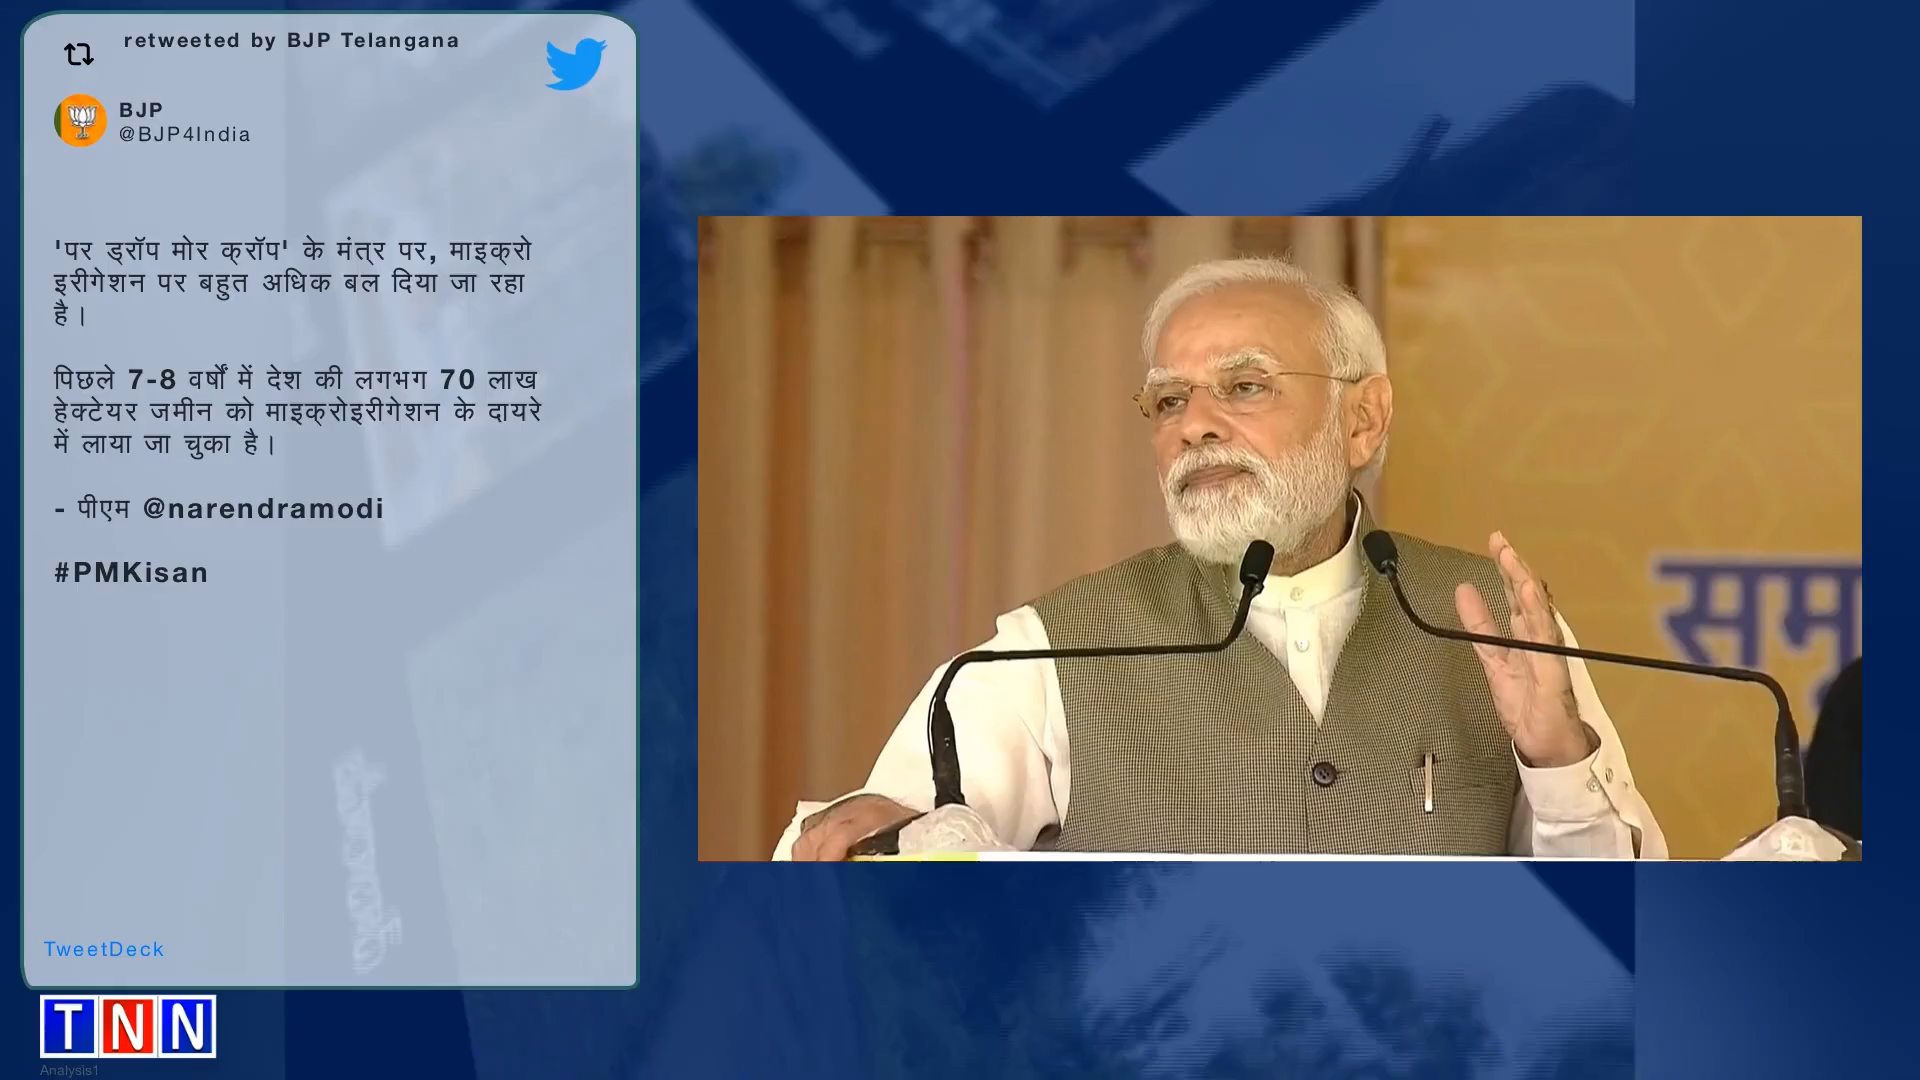 retweeted by BJP Telangana
BJP
@BJP4India
'पर ड्रॉप मोर क्रॉप' के मंत्र पर, माइक्रो
इरीगेशन पर बहुत अधिक बल दिया जा रहा
है।
पिछले 7-8 वर्षों में देश की लगभग 70 लाख
हेक्टेयर जमीन को माइक्रोइरीगेशन के दायरे
में लाया जा चुका है।
- पीएम @narendramodi
#PMKisan
TweetDeck
TNN
Analysis1